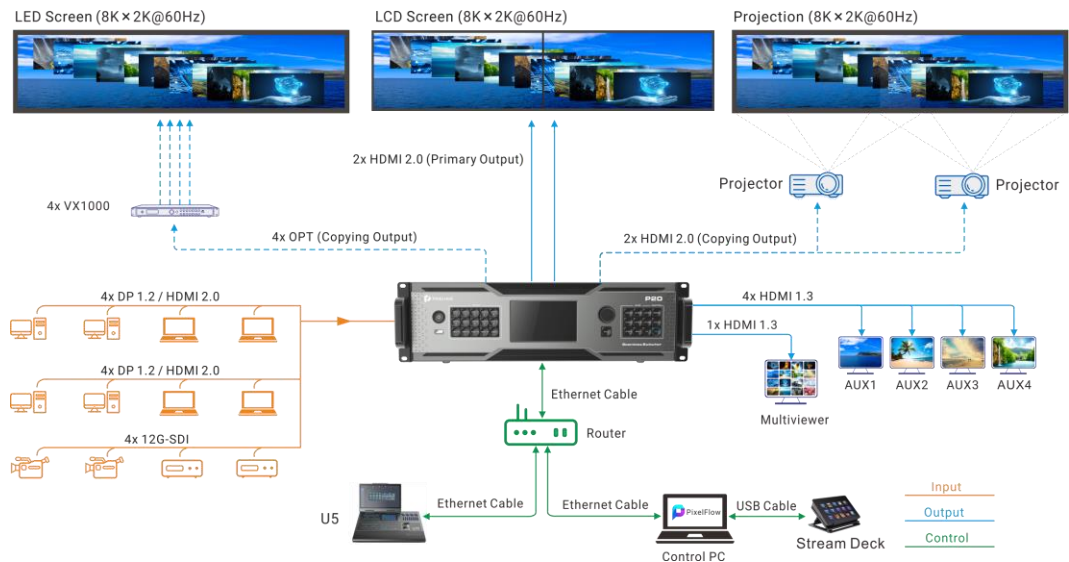 LED Screen (8K×2K@60Hz)
LCD Screen (8K×2K@60Hz)
Projection (8K×2K@60Hz)
2x HDMI 2.0 (Primary Output)
Projector
Projector
4x VX1000
4x OPT (Copying Output)
2x HDMI 2.0 (Copying Output)
4x DP 1.2 / HDMI 2.0
P20
4x HDMI 1.3
1x HDMI 1.3
4x DP 1.2 / HDMI 2.0
AUX1
AUX2
AUX3
AUX4
Ethernet Cable
Multiviewer
4x 12G-SDI
Router
Input
U5
Ethernet Cable
Ethernet Cable
PixelFlow
USB Cable
Output
Control PC
Stream Deck
Control